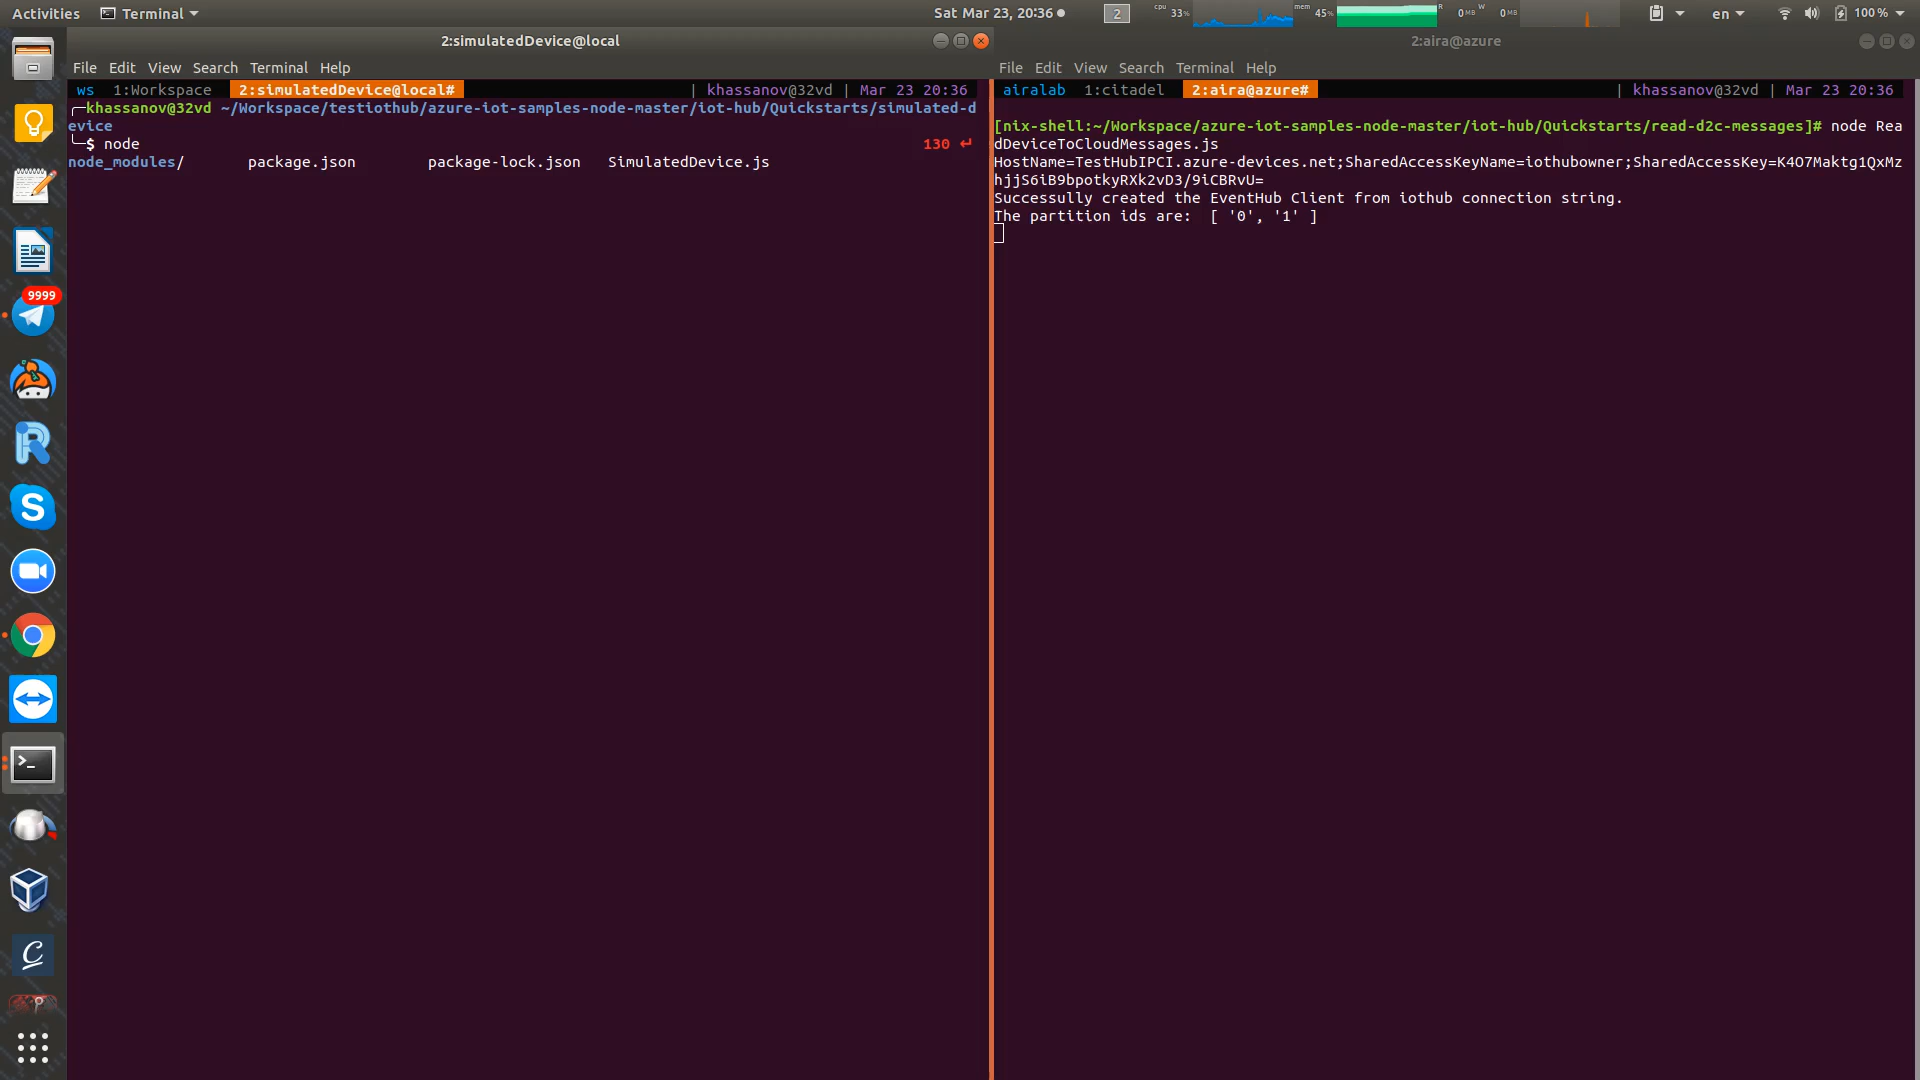 Activities Terminal Sat Mar 23, 20:36 2 cpu 33% mem 45% R 0MB W 0MB en 100 %
2:simulatedDevice@local
File Edit View Search Terminal Help
ws 1:Workspace 2:simulatedDevice@local# | khassanov@32vd | Mar 23 20:36
khassanov@32vd ~/Workspace/testiothub/azure-iot-samples-node-master/iot-hub/Quickstarts/simulated-d
evice
$ node 130 ↵
node_modules/ package.json package-lock.json SimulatedDevice.js
2:aira@azure
File Edit View Search Terminal Help
airalab 1:citadel 2:aira@azure# | khassanov@32vd | Mar 23 20:36
[nix-shell:~/Workspace/azure-iot-samples-node-master/iot-hub/Quickstarts/read-d2c-messages]# node Rea
dDeviceToCloudMessages.js
HostName=TestHubIPCI.azure-devices.net;SharedAccessKeyName=iothubowner;SharedAccessKey=K4O7Maktg1QxMz
hjjS6iB9bpotkyRXk2vD3/9iCBRvU=
Successully created the EventHub Client from iothub connection string.
The partition ids are: [ '0', '1' ]
9999